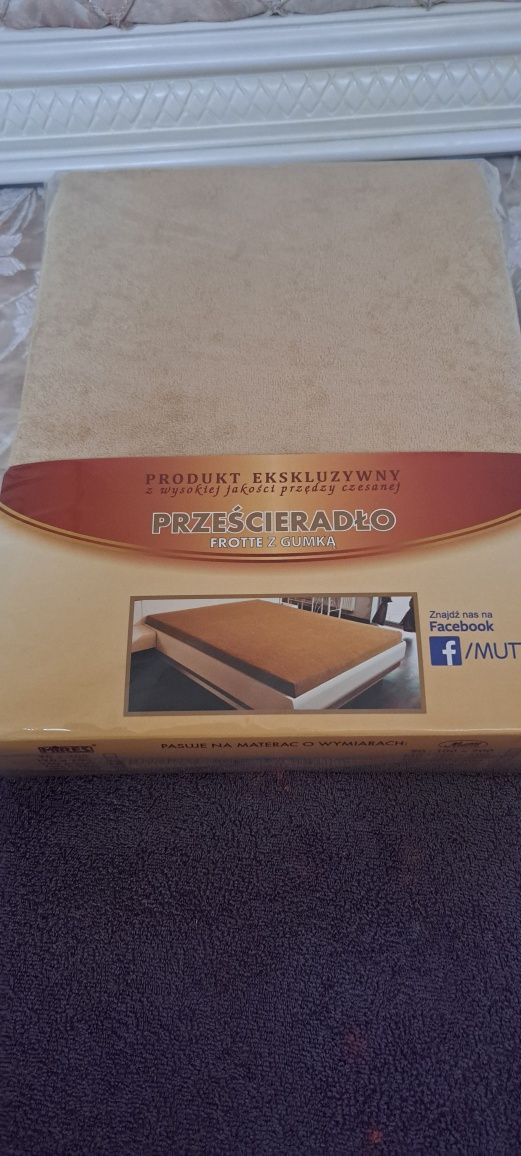 PRODUKT EKSKLUZYWNY
z wysokiej jakości przędzy czesanej
PRZEŚCIERADŁO
FROTTE Z GUMKĄ
Znajdź nas na
Facebook
f /MUT
PASUJE NA MATERAC O WYMIARACH: